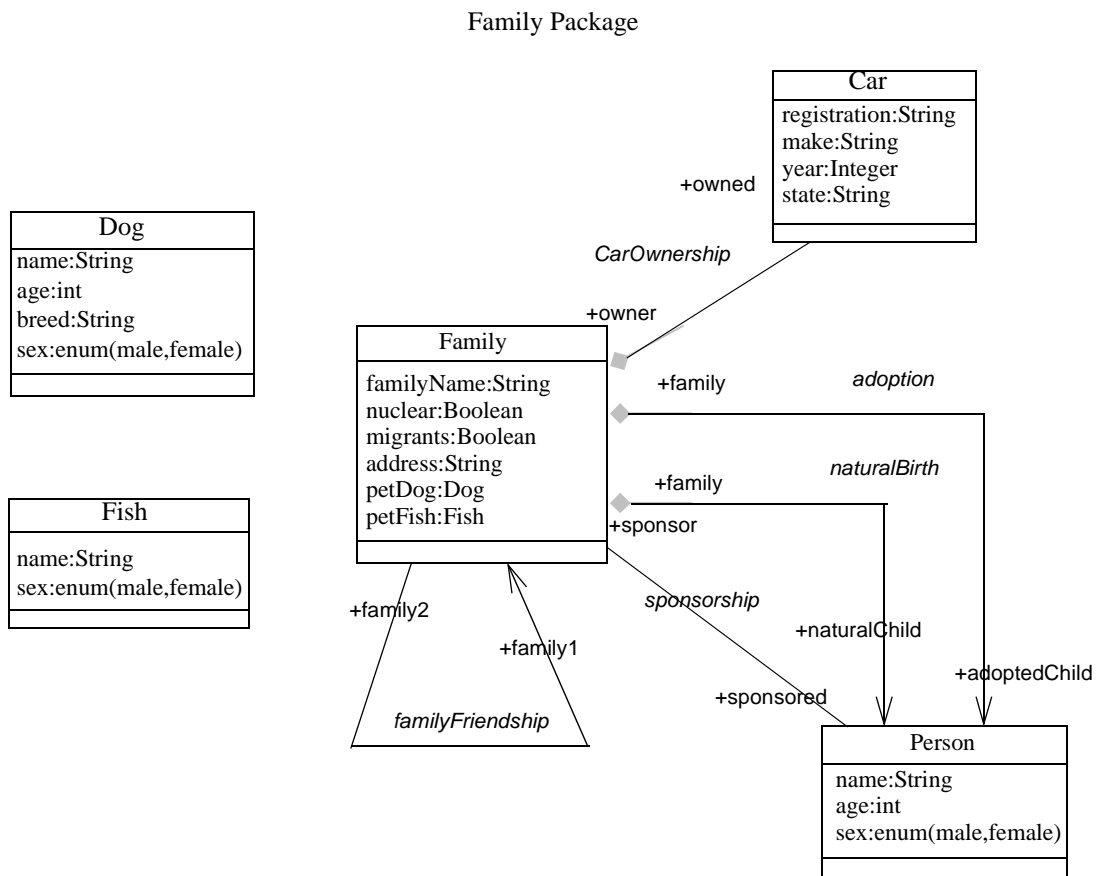 Family Package
Car
registration:String
make:String
year:Integer
state:String
+owned
CarOwnership
+owner
Dog
name:String
age:int
breed:String
sex:enum(male,female)
Family
familyName:String
nuclear:Boolean
migrants:Boolean
address:String
petDog:Dog
petFish:Fish
+family
adoption
+family
naturalBirth
+sponsor
Fish
name:String
sex:enum(male,female)
+family2
+family1
familyFriendship
sponsorship
+naturalChild
+adoptedChild
+sponsored
Person
name:String
age:int
sex:enum(male,female)